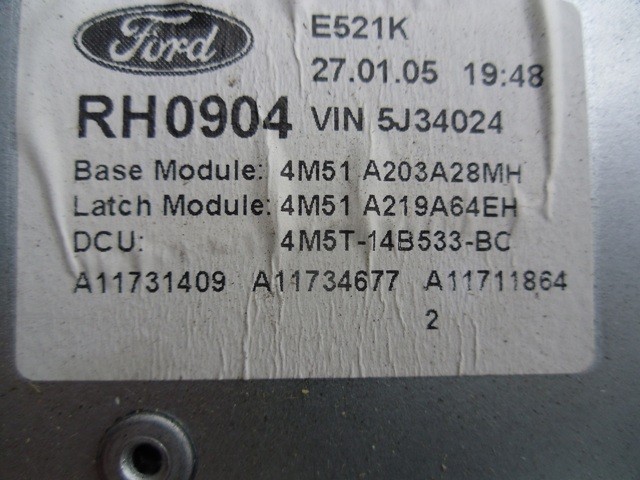 Ford
E521K
27.01.05 19:48
RH0904 VIN 5J34024
Base Module: 4M51 A203A28MH
Latch Module: 4M51 A219A64EH
DCU: 4M5T-14B533-BC
A11731409 A11734677 A11711864
2